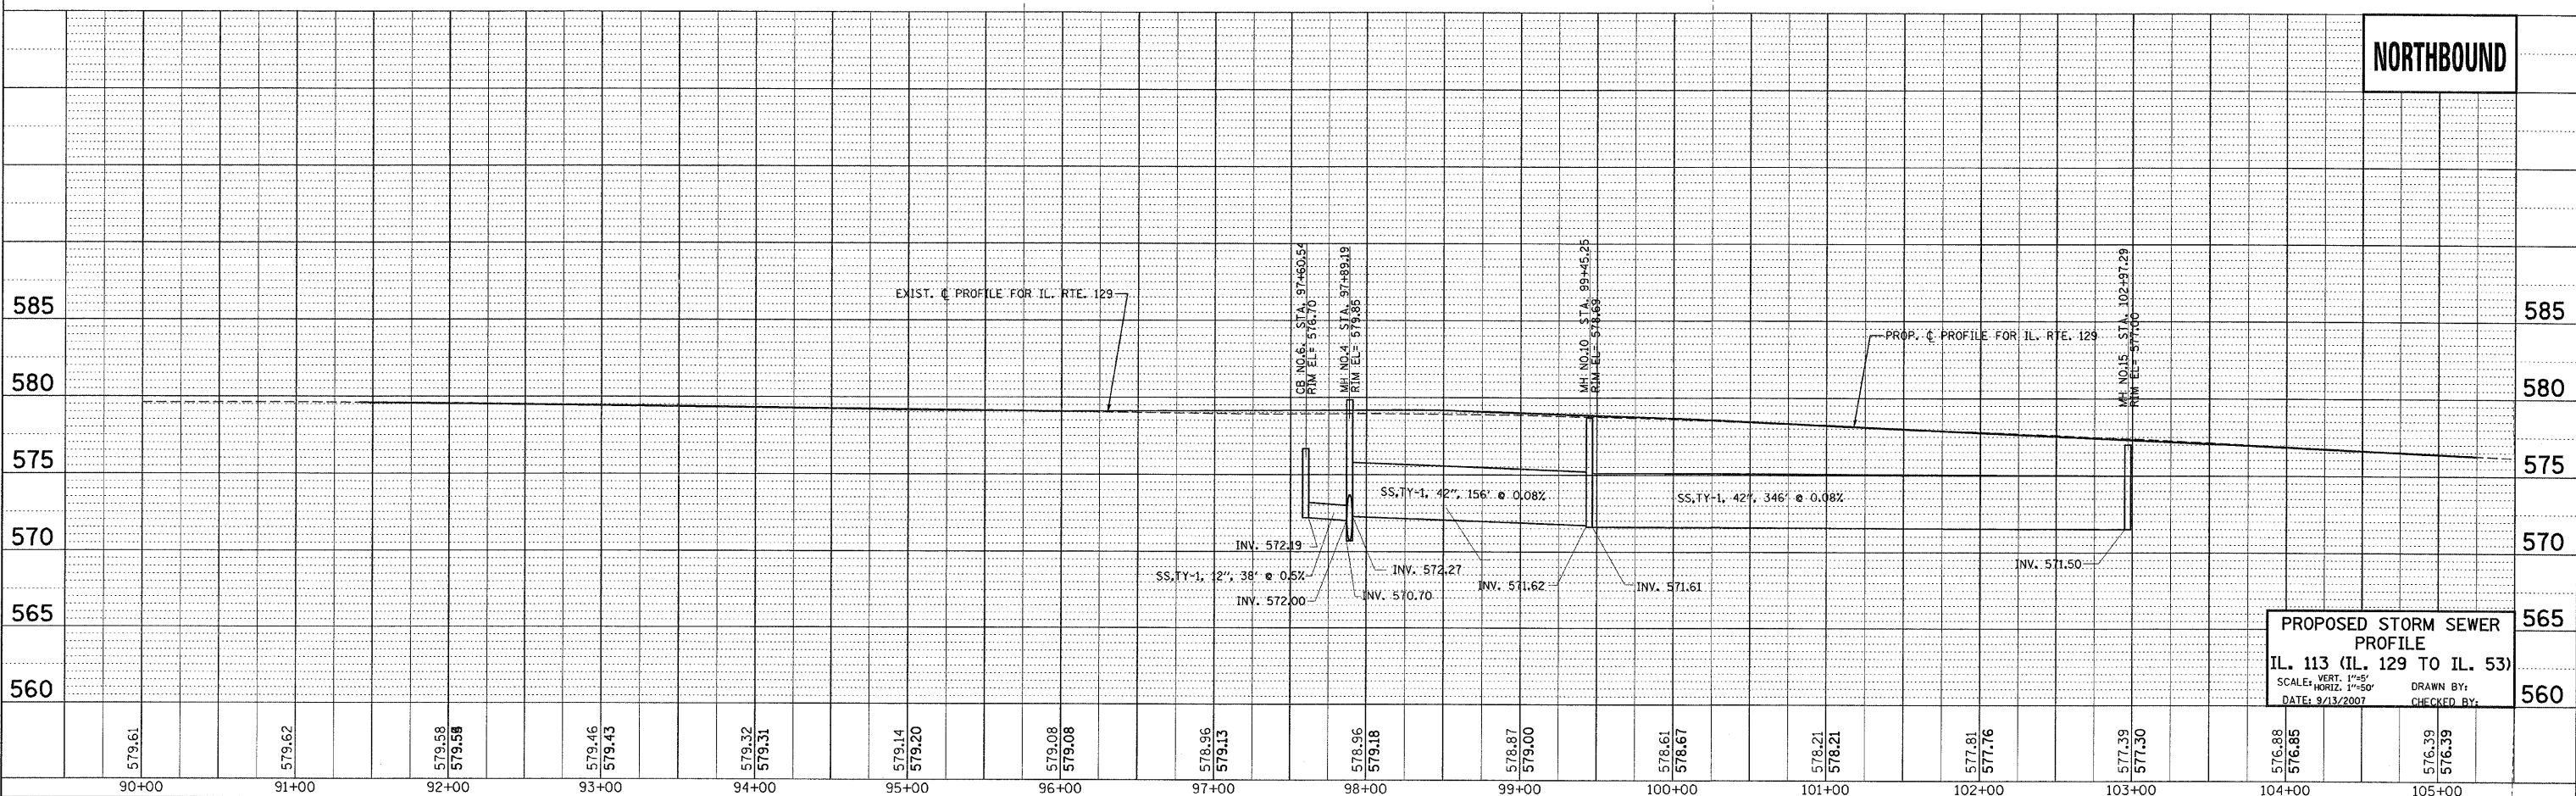 NORTHBOUND
EXIST. ℄ PROFILE FOR IL. RTE. 129
CB NO.6, STA. 97+60.54
RIM EL= 576.70
MH NO.4 STA. 97+89.19
RIM EL= 579.85
MH NO.10 STA. 99+45.25
RIM EL= 578.69
PROP. ℄ PROFILE FOR IL. RTE. 129
MH NO.15 STA. 102+97.29
RIM EL= 577.00
585
585
580
580
575
575
570
570
565
565
560
560
SS,TY-1, 42", 156' @ 0.08%
SS,TY-1, 42", 346' @ 0.08%
INV. 572.19
SS,TY-1, 12", 38' @ 0.5%
INV. 572.00
INV. 572.27
INV. 570.70
INV. 571.62
INV. 571.61
INV. 571.50
PROPOSED STORM SEWER
PROFILE
IL. 113 (IL. 129 TO IL. 53)
SCALE: VERT. 1"=5'
HORIZ. 1"=50'
DRAWN BY:
DATE: 9/13/2007
CHECKED BY:
579.61
579.62
579.58
579.46
579.43
579.32
579.31
579.14
579.20
579.08
579.08
578.96
579.13
578.96
579.18
578.87
579.00
578.61
578.67
578.21
578.21
577.81
577.76
577.39
577.30
576.88
576.85
576.39
576.39
90+00
91+00
92+00
93+00
94+00
95+00
96+00
97+00
98+00
99+00
100+00
101+00
102+00
103+00
104+00
105+00